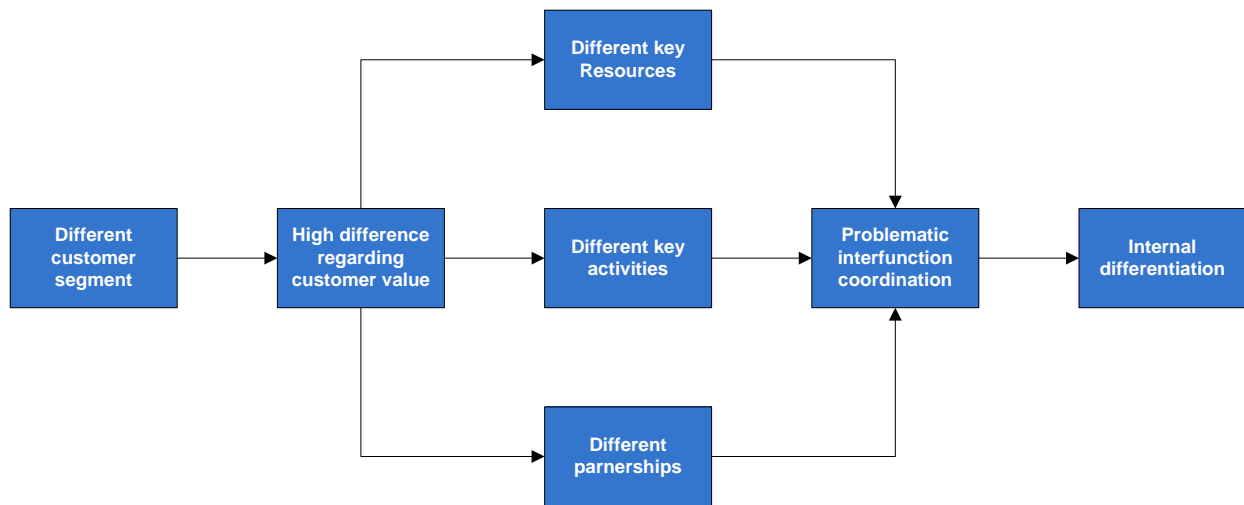 Different key
Resources
Different
customer
segment
High difference
regarding
customer value
Different key
activities
Problematic
interfunction
coordination
Internal
differentiation
Different
parnerships